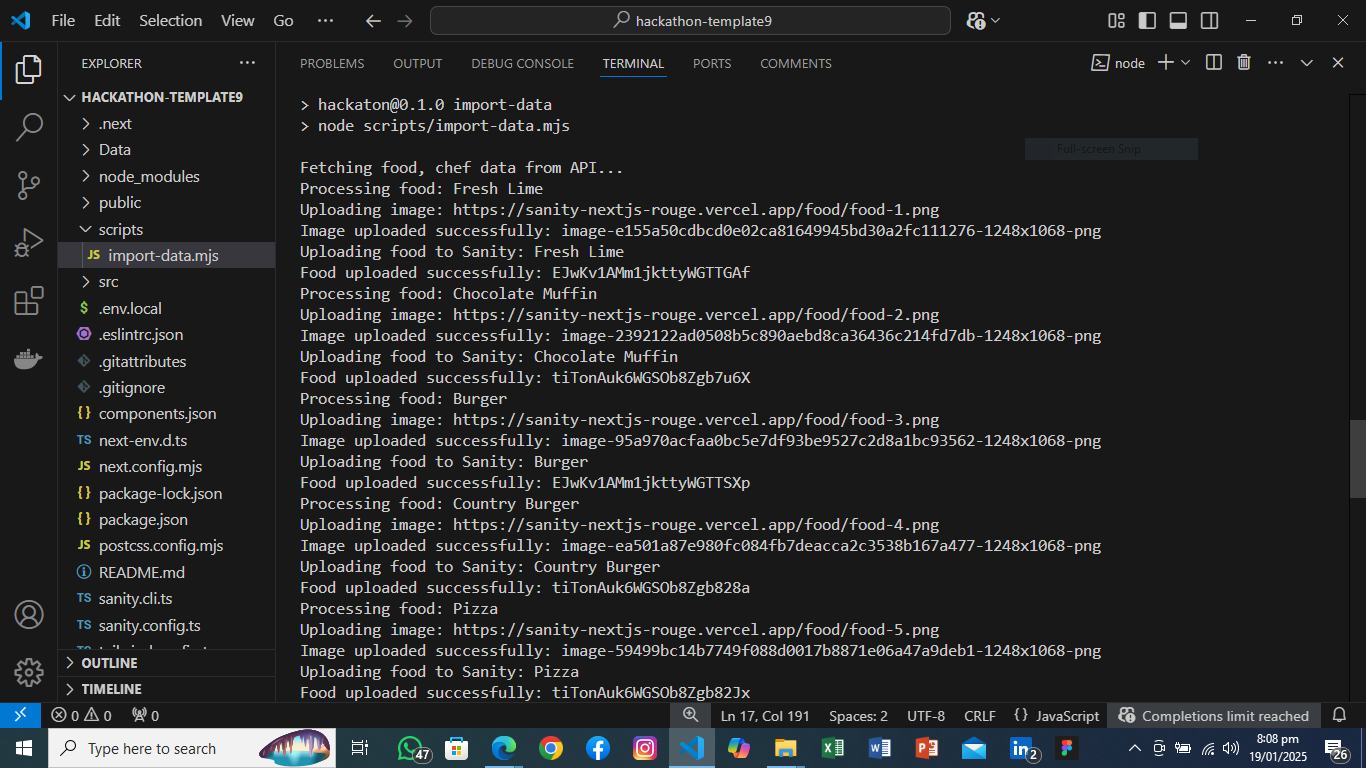 File Edit Selection View Go ··· hackathon-template9
EXPLORER ···
HACKATHON-TEMPLATE9
.next
Data
node_modules
public
scripts
JS import-data.mjs
src
$ .env.local
.eslintrc.json
.gitattributes
.gitignore
{} components.json
TS next-env.d.ts
JS next.config.mjs
{} package-lock.json
{} package.json
JS postcss.config.mjs
README.md
TS sanity.cli.ts
TS sanity.config.ts
OUTLINE
TIMELINE
PROBLEMS OUTPUT DEBUG CONSOLE TERMINAL PORTS COMMENTS node
> hackaton@0.1.0 import-data
> node scripts/import-data.mjs
Full-screen Snip
Fetching food, chef data from API...
Processing food: Fresh Lime
Uploading image: https://sanity-nextjs-rouge.vercel.app/food/food-1.png
Image uploaded successfully: image-e155a50cdbcd0e02ca81649945bd30a2fc111276-1248x1068-png
Uploading food to Sanity: Fresh Lime
Food uploaded successfully: EJwKv1AMm1jkttyWGTTGAf
Processing food: Chocolate Muffin
Uploading image: https://sanity-nextjs-rouge.vercel.app/food/food-2.png
Image uploaded successfully: image-2392122ad0508b5c890aebd8ca36436c214fd7db-1248x1068-png
Uploading food to Sanity: Chocolate Muffin
Food uploaded successfully: tiTonAuk6WGSOb8Zgb7u6X
Processing food: Burger
Uploading image: https://sanity-nextjs-rouge.vercel.app/food/food-3.png
Image uploaded successfully: image-95a970acfaa0bc5e7df93be9527c2d8a1bc93562-1248x1068-png
Uploading food to Sanity: Burger
Food uploaded successfully: EJwKv1AMm1jkttyWGTTSXp
Processing food: Country Burger
Uploading image: https://sanity-nextjs-rouge.vercel.app/food/food-4.png
Image uploaded successfully: image-ea501a87e980fc084fb7deacca2c3538b167a477-1248x1068-png
Uploading food to Sanity: Country Burger
Food uploaded successfully: tiTonAuk6WGSOb8Zgb828a
Processing food: Pizza
Uploading image: https://sanity-nextjs-rouge.vercel.app/food/food-5.png
Image uploaded successfully: image-59499bc14b7749f088d0017b8871e06a47a9deb1-1248x1068-png
Uploading food to Sanity: Pizza
Food uploaded successfully: tiTonAuk6WGSOb8Zgb82Jx
0 0 0 Ln 17, Col 191 Spaces: 2 UTF-8 CRLF {} JavaScript Completions limit reached
Type here to search 47 2 8:08 pm
19/01/2025 26